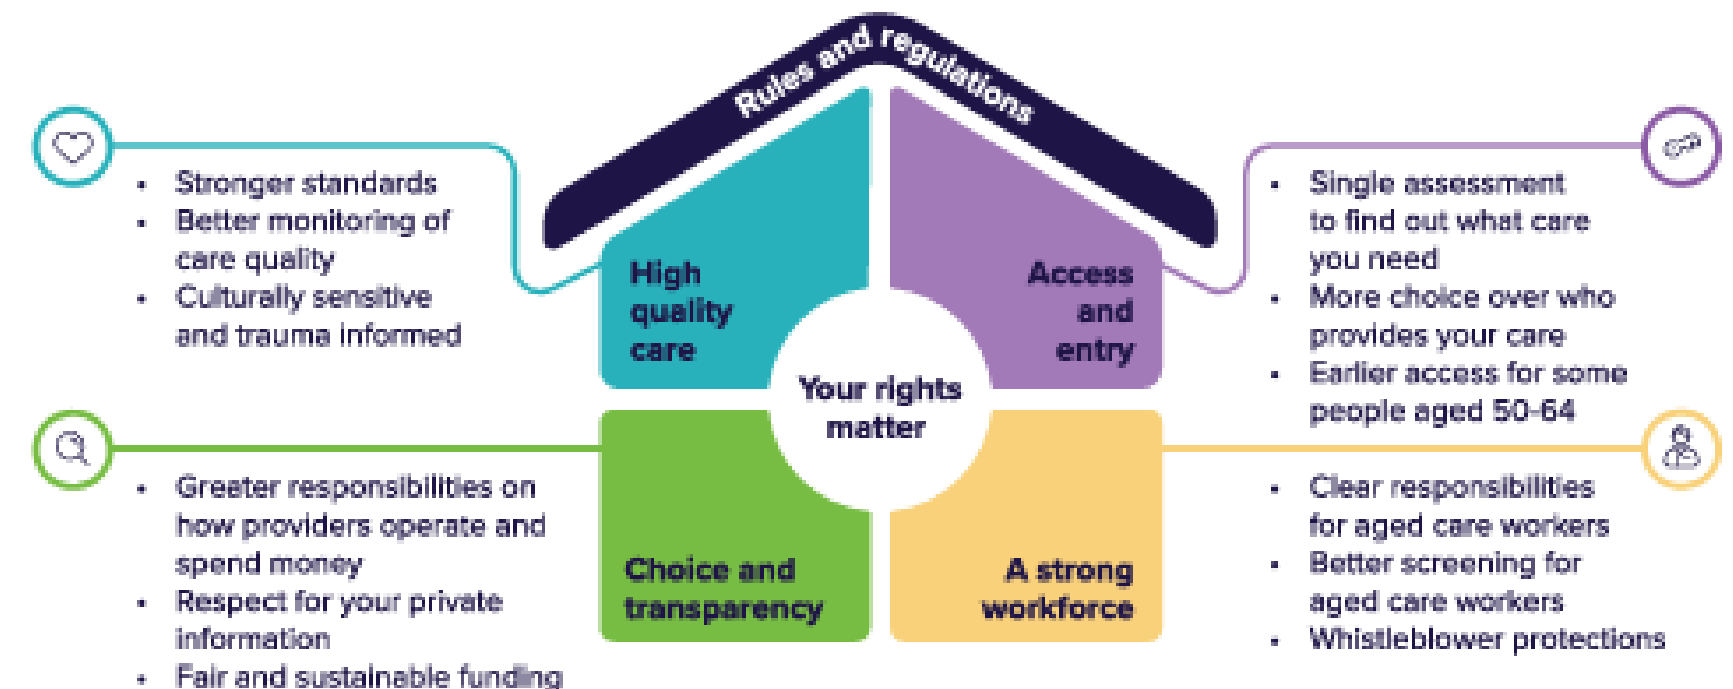 Rules and regulations
• Stronger standards
• Better monitoring of
care quality
• Culturally sensitive
and trauma informed
High
quality
care
Access
and
entry
• Single assessment
to find out what care
you need
• More choice over who
provides your care
• Earlier access for some
people aged 50-64
Your rights
matter
• Greater responsibilities on
how providers operate and
spend money
• Respect for your private
information
• Fair and sustainable funding
Choice and
transparency
A strong
workforce
• Clear responsibilities
for aged care workers
• Better screening for
aged care workers
• Whistleblower protections